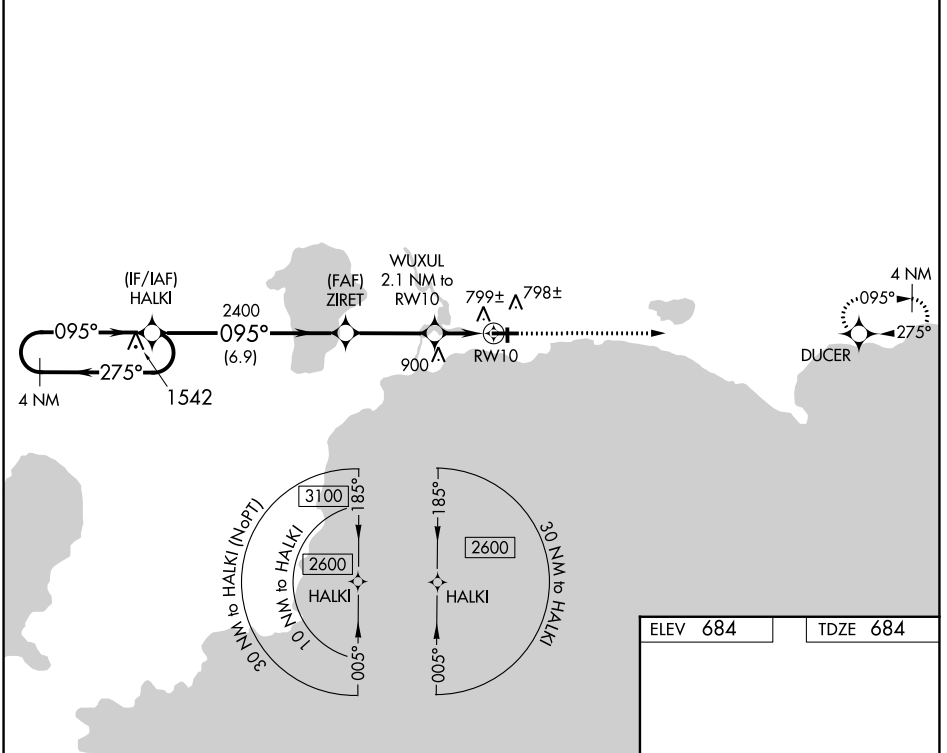 (IF/IAF)
HALKI
095°
275°
4 NM
1542
2400
095°
(6.9)
(FAF)
ZIRET
WUXUL
2.1 NM to
RW10
900
799±
798±
RW10
4 NM
095°
275°
DUCER
30 NM to HALKI (NoPT)
10 NM to HALKI
3100
185°
2600
HALKI
005°
185°
2600
HALKI
005°
30 NM to HALKI
ELEV 684
TDZE 684